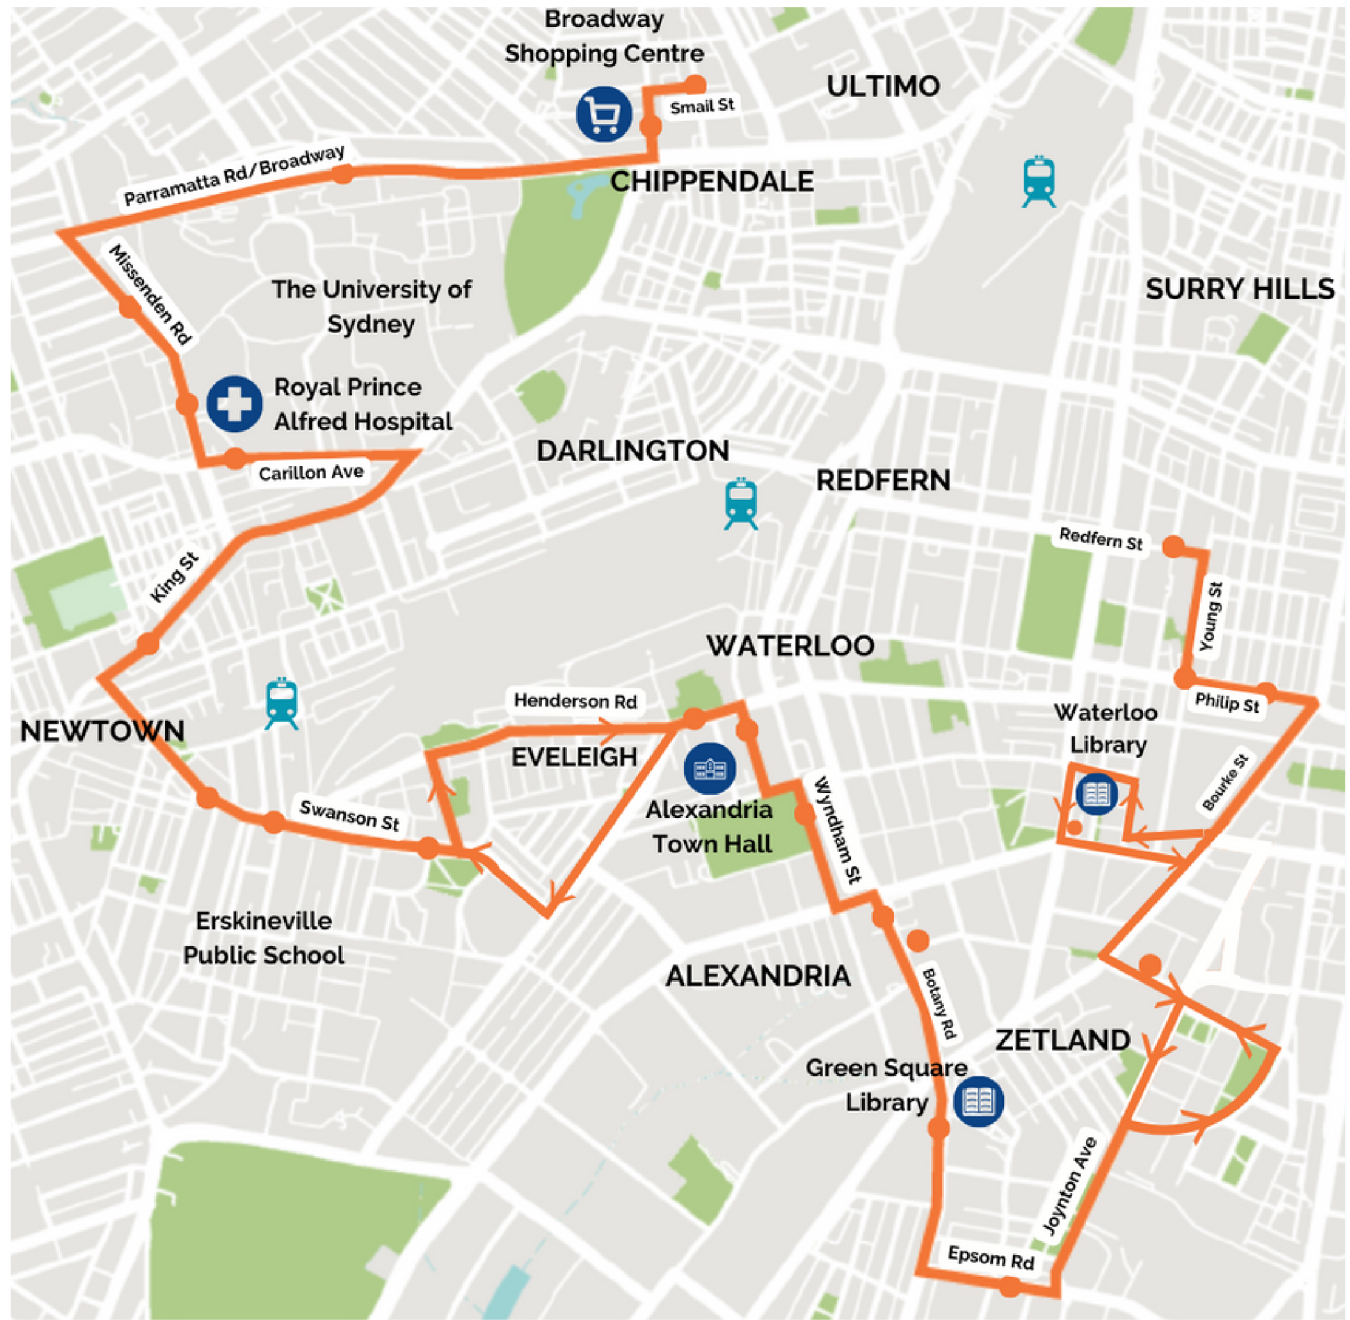 Broadway
Shopping Centre
ULTIMO
Smail St
Parramatta Rd/Broadway
CHIPPENDALE
Missenden Rd
The University of
Sydney
SURRY HILLS
Royal Prince
Alfred Hospital
DARLINGTON
Carillon Ave
REDFERN
Redfern St
King St
Young St
WATERLOO
Henderson Rd
Philip St
NEWTOWN
EVELEIGH
Waterloo
Library
Bourke St
Swanson St
Alexandria
Town Hall
Wyndham St
Erskineville
Public School
ALEXANDRIA
Botany Rd
ZETLAND
Green Square
Library
Joynton Ave
Epsom Rd